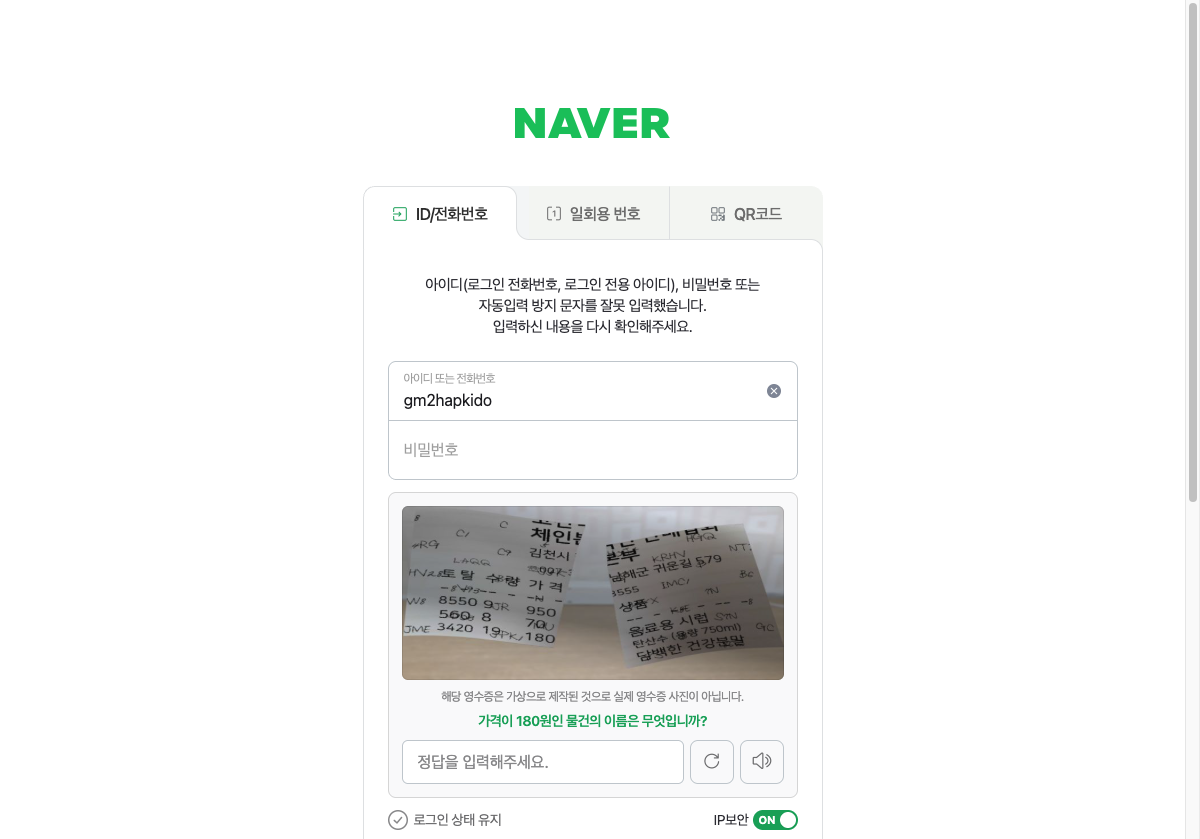 NAVER
ID/전화번호
일회용 번호
QR코드
아이디(로그인 전화번호, 로그인 전용 아이디), 비밀번호 또는
자동입력 방지 문자를 잘못 입력했습니다.
입력하신 내용을 다시 확인해주세요.
아이디 또는 전화번호
gm2hapkido
비밀번호
체인본
김천시
토탈 수량 가격
8550 9 950
560 8 70
3420 19 180
본부
남해군 귀운길 579
상품
음료용 시럽
탄산수 (용량 750ml)
담백한 건강분말
해당 영수증은 가상으로 제작된 것으로 실제 영수증 사진이 아닙니다.
가격이 180원인 물건의 이름은 무엇입니까?
정답을 입력해주세요.
로그인 상태 유지
IP보안 ON